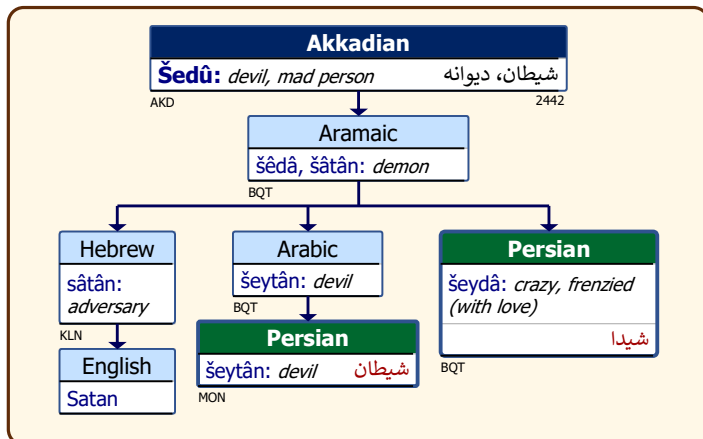 Akkadian
Šedû: devil, mad person شیطان، دیوانه
AKD 2442
Aramaic
šêdâ, šâtân: demon
BQT
Hebrew
sâtân:
adversary
KLN
English
Satan
Arabic
šeytân: devil
BQT
Persian
šeytân: devil شیطان
MON
Persian
šeydâ: crazy, frenzied
(with love)
شیدا
BQT